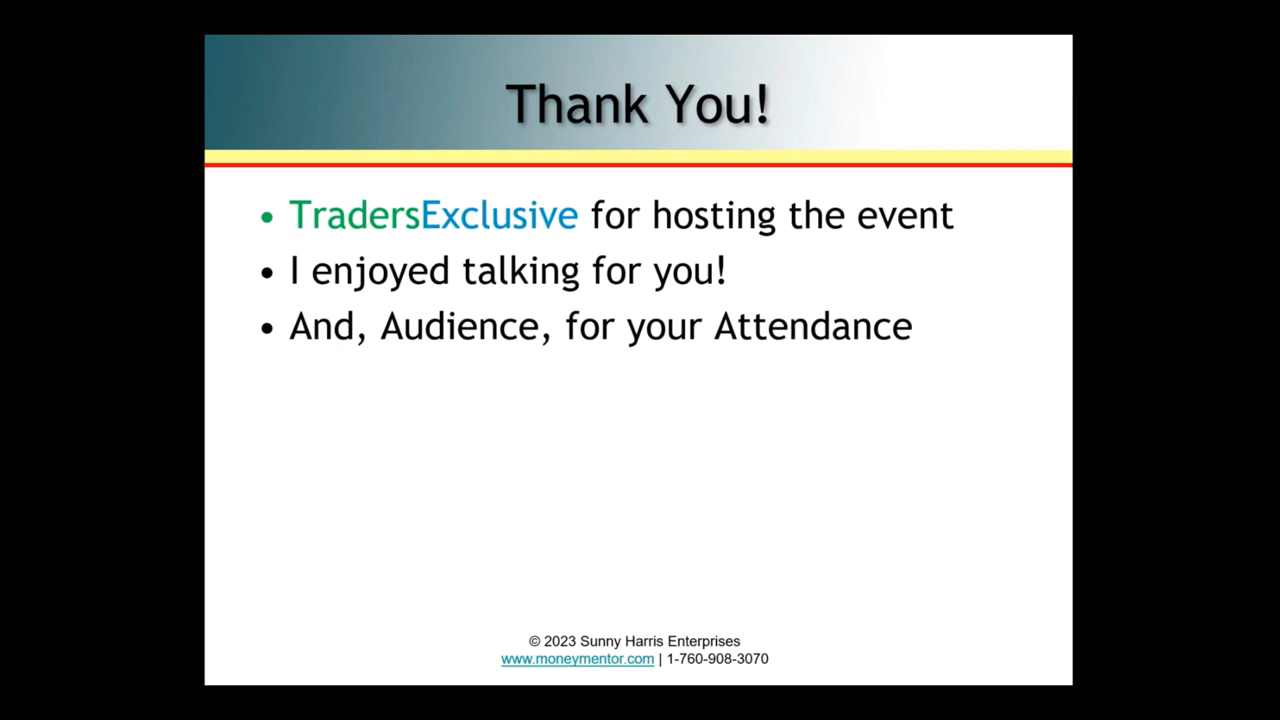 Thank You!
• TradersExclusive for hosting the event
• I enjoyed talking for you!
• And, Audience, for your Attendance
© 2023 Sunny Harris Enterprises
www.moneymentor.com | 1-760-908-3070